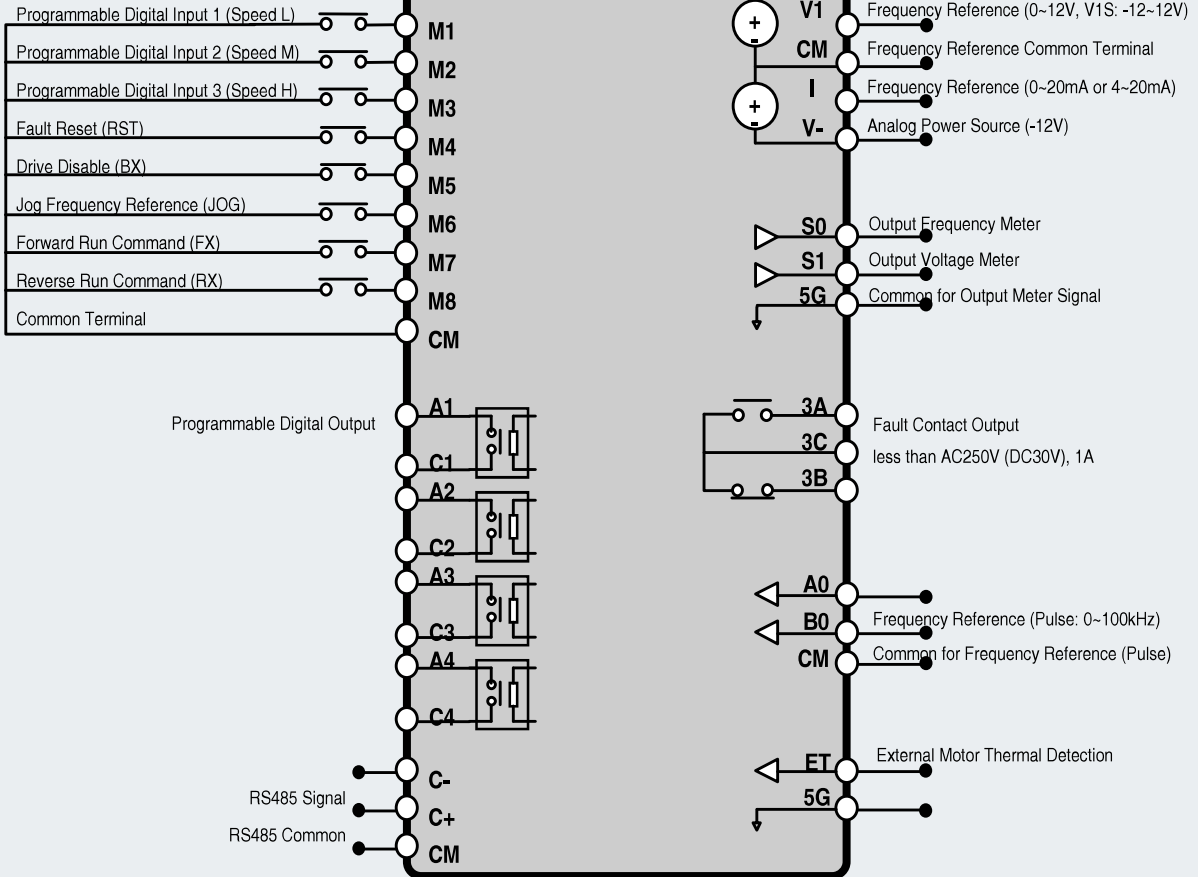 Programmable Digital Input 1 (Speed L)
M1
Programmable Digital Input 2 (Speed M)
M2
Programmable Digital Input 3 (Speed H)
M3
Fault Reset (RST)
M4
Drive Disable (BX)
M5
Jog Frequency Reference (JOG)
M6
Forward Run Command (FX)
M7
Reverse Run Command (RX)
M8
Common Terminal
CM
Programmable Digital Output
A1
C1
A2
C2
A3
C3
A4
C4
C-
RS485 Signal
C+
RS485 Common
CM
V1 Frequency Reference (0~12V, V1S: -12~12V)
+
-
CM Frequency Reference Common Terminal
I Frequency Reference (0~20mA or 4~20mA)
+
-
V- Analog Power Source (-12V)
S0 Output Frequency Meter
S1 Output Voltage Meter
5G Common for Output Meter Signal
3A
Fault Contact Output
3C
less than AC250V (DC30V), 1A
3B
A0
B0 Frequency Reference (Pulse: 0~100kHz)
CM Common for Frequency Reference (Pulse)
ET External Motor Thermal Detection
5G